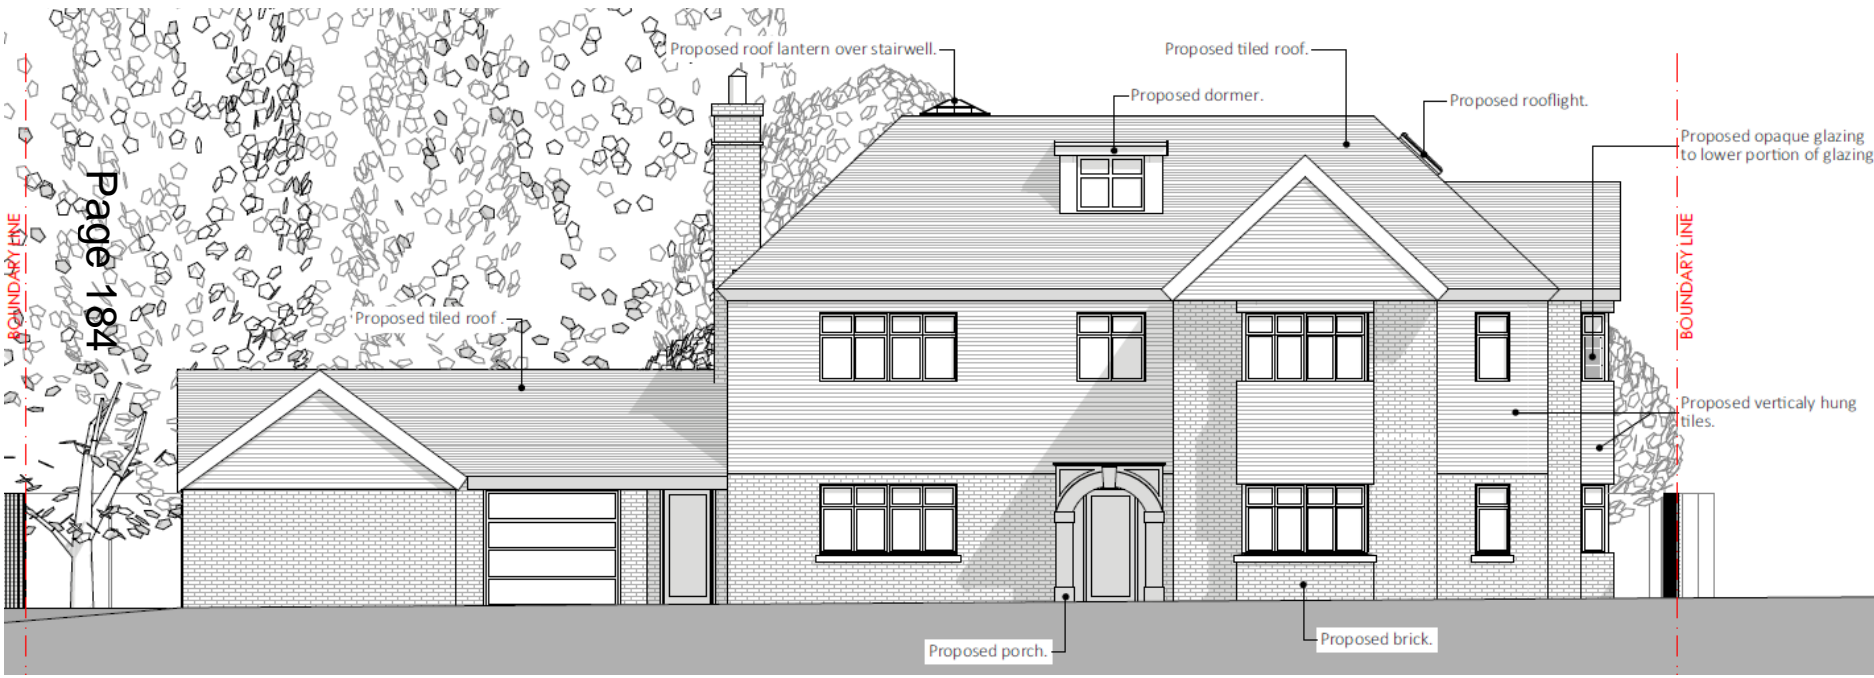 Proposed roof lantern over stairwell.
Proposed tiled roof.
Proposed dormer.
Proposed rooflight.
Proposed opaque glazing
to lower portion of glazing
BOUNDARY LINE
Page 184
BOUNDARY LINE
Proposed tiled roof .
Proposed verticaly hung
tiles.
Proposed porch.
Proposed brick.